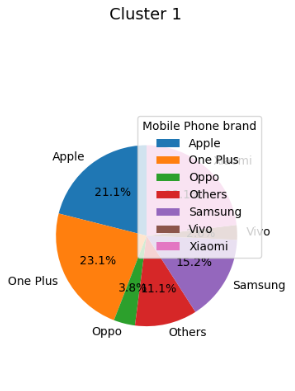 Cluster 1
Mobile Phone brand
Apple
One Plus
Oppo
Others
Samsung
Vivo
Xiaomi
Apple
21.1%
One Plus
23.1%
Oppo
3.8%
Others
11.1%
Samsung
15.2%
Vivo